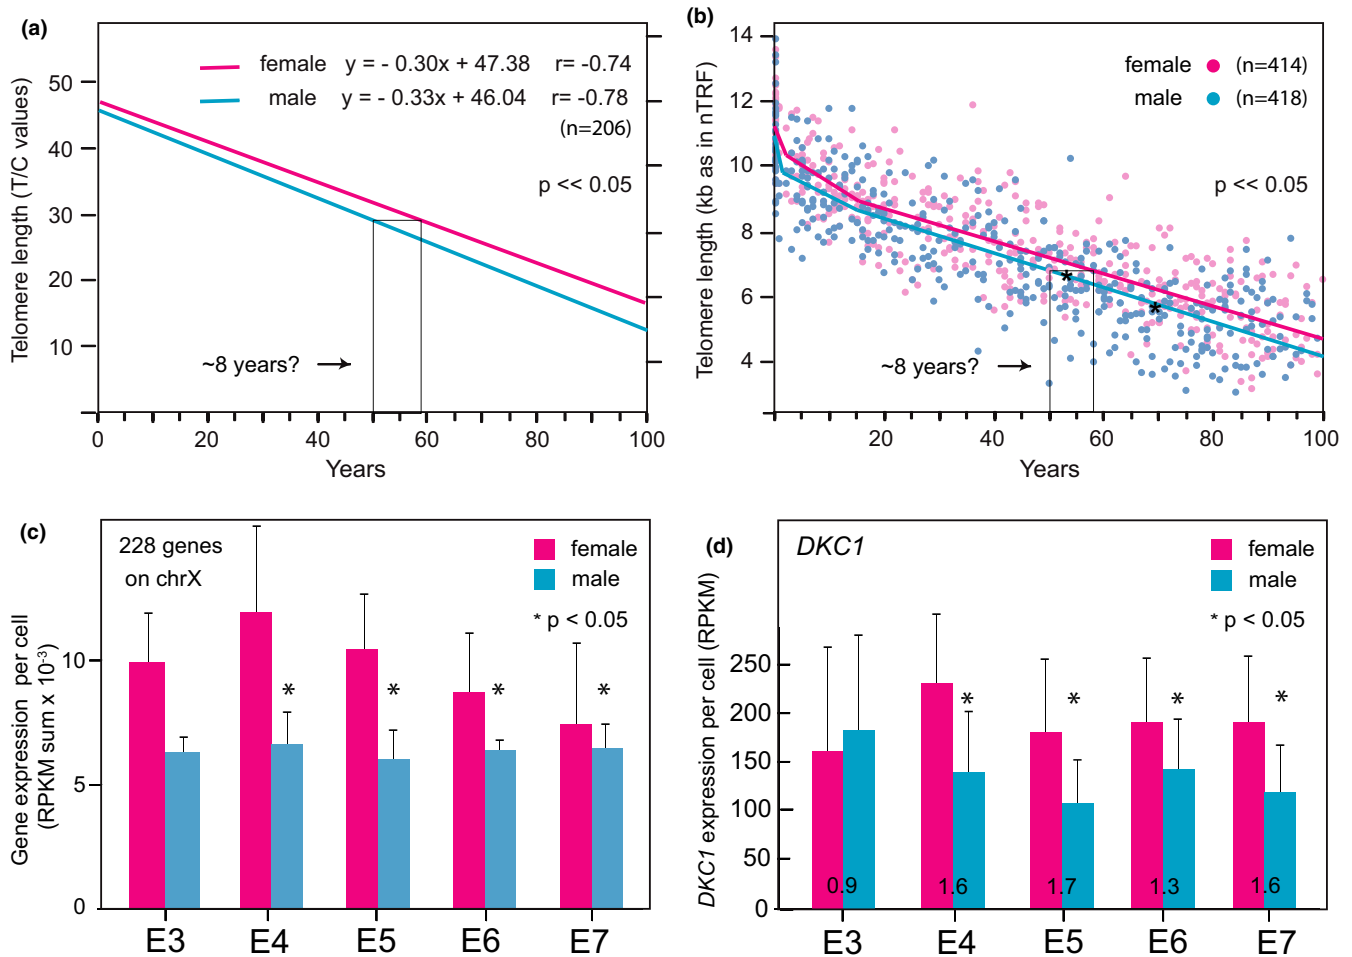 (a)
female y = - 0.30x + 47.38 r= -0.74
male y = - 0.33x + 46.04 r= -0.78
(n=206)
p << 0.05
~8 years?
Telomere length (T/C values)
50
40
30
20
10
0 20 40 60 80 100
Years
(b)
female (n=414)
male (n=418)
p << 0.05
* *
~8 years?
Telomere length (kb as in nTRF)
14
12
10
8
6
4
20 40 60 80 100
Years
(c)
228 genes
on chrX
female
male
* p < 0.05
* * * *
Gene expression per cell
(RPKM sum x 10-3)
10
5
0
E3 E4 E5 E6 E7
(d)
DKC1
female
male
* p < 0.05
* * * *
DKC1 expression per cell (RPKM)
250
200
150
100
50
0
0.9 1.6 1.7 1.3 1.6
E3 E4 E5 E6 E7